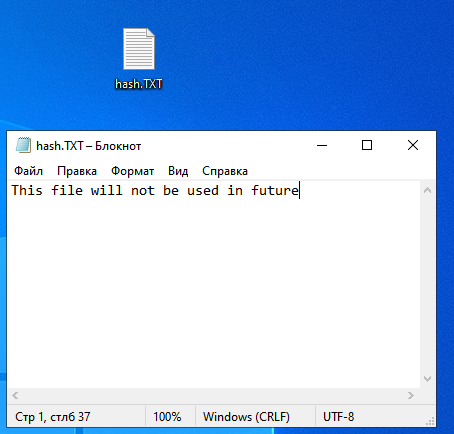 hash.TXT
hash.TXT – Блокнот
Файл Правка Формат Вид Справка
This file will not be used in future
Стр 1, стлб 37 100% Windows (CRLF) UTF-8